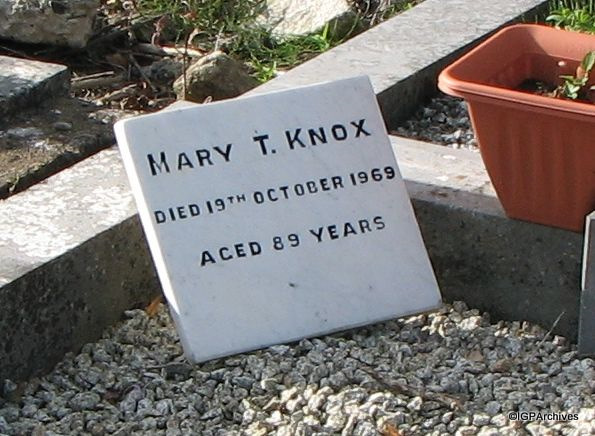 MARY T. KNOX
DIED 19TH OCTOBER 1969
AGED 89 YEARS
©IGPArchives